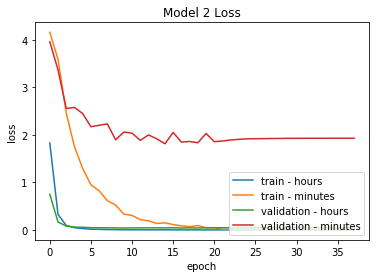 Model 2 Loss
4
3
2
1
0
loss
train - hours
train - minutes
validation - hours
validation - minutes
0 5 10 15 20 25 30 35
epoch